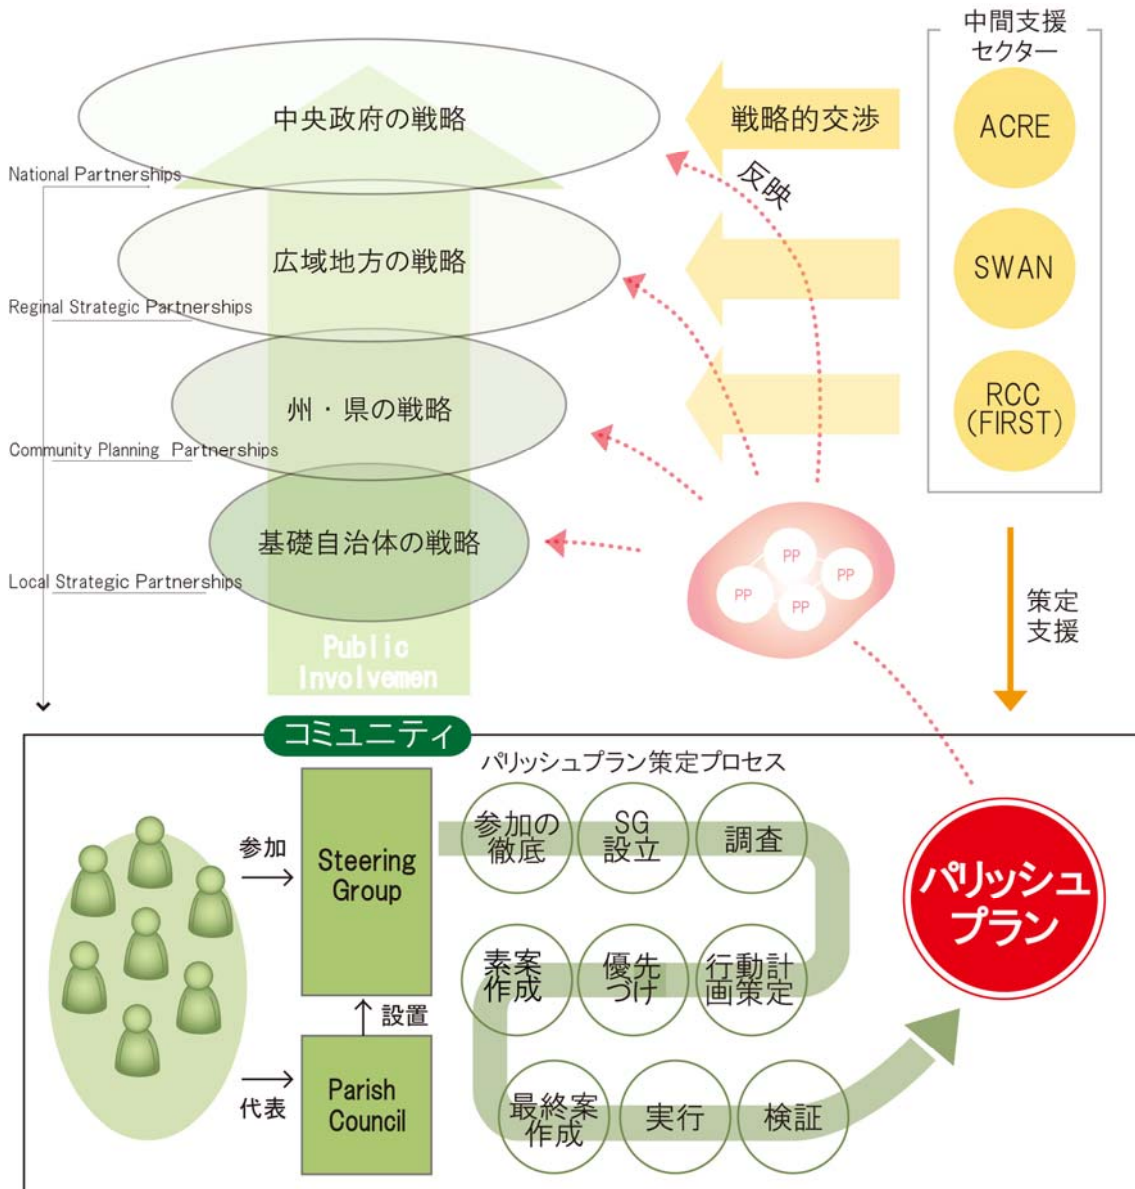 中間支援
セクター
中央政府の戦略
戦略的交渉
ACRE
National Partnerships
反映
広域地方の戦略
SWAN
Reginal Strategic Partnerships
州・県の戦略
RCC
(FIRST)
Community Planning Partnerships
基礎自治体の戦略
PP
PP
PP
PP
Local Strategic Partnerships
策定
支援
Public
Involvemen
コミュニティ
パリッシュプラン策定プロセス
参加
Steering
Group
参加の
徹底
SG
設立
調査
パリッシュ
プラン
素案
作成
優先
づけ
行動計
画策定
設置
代表
Parish
Council
最終案
作成
実行
検証